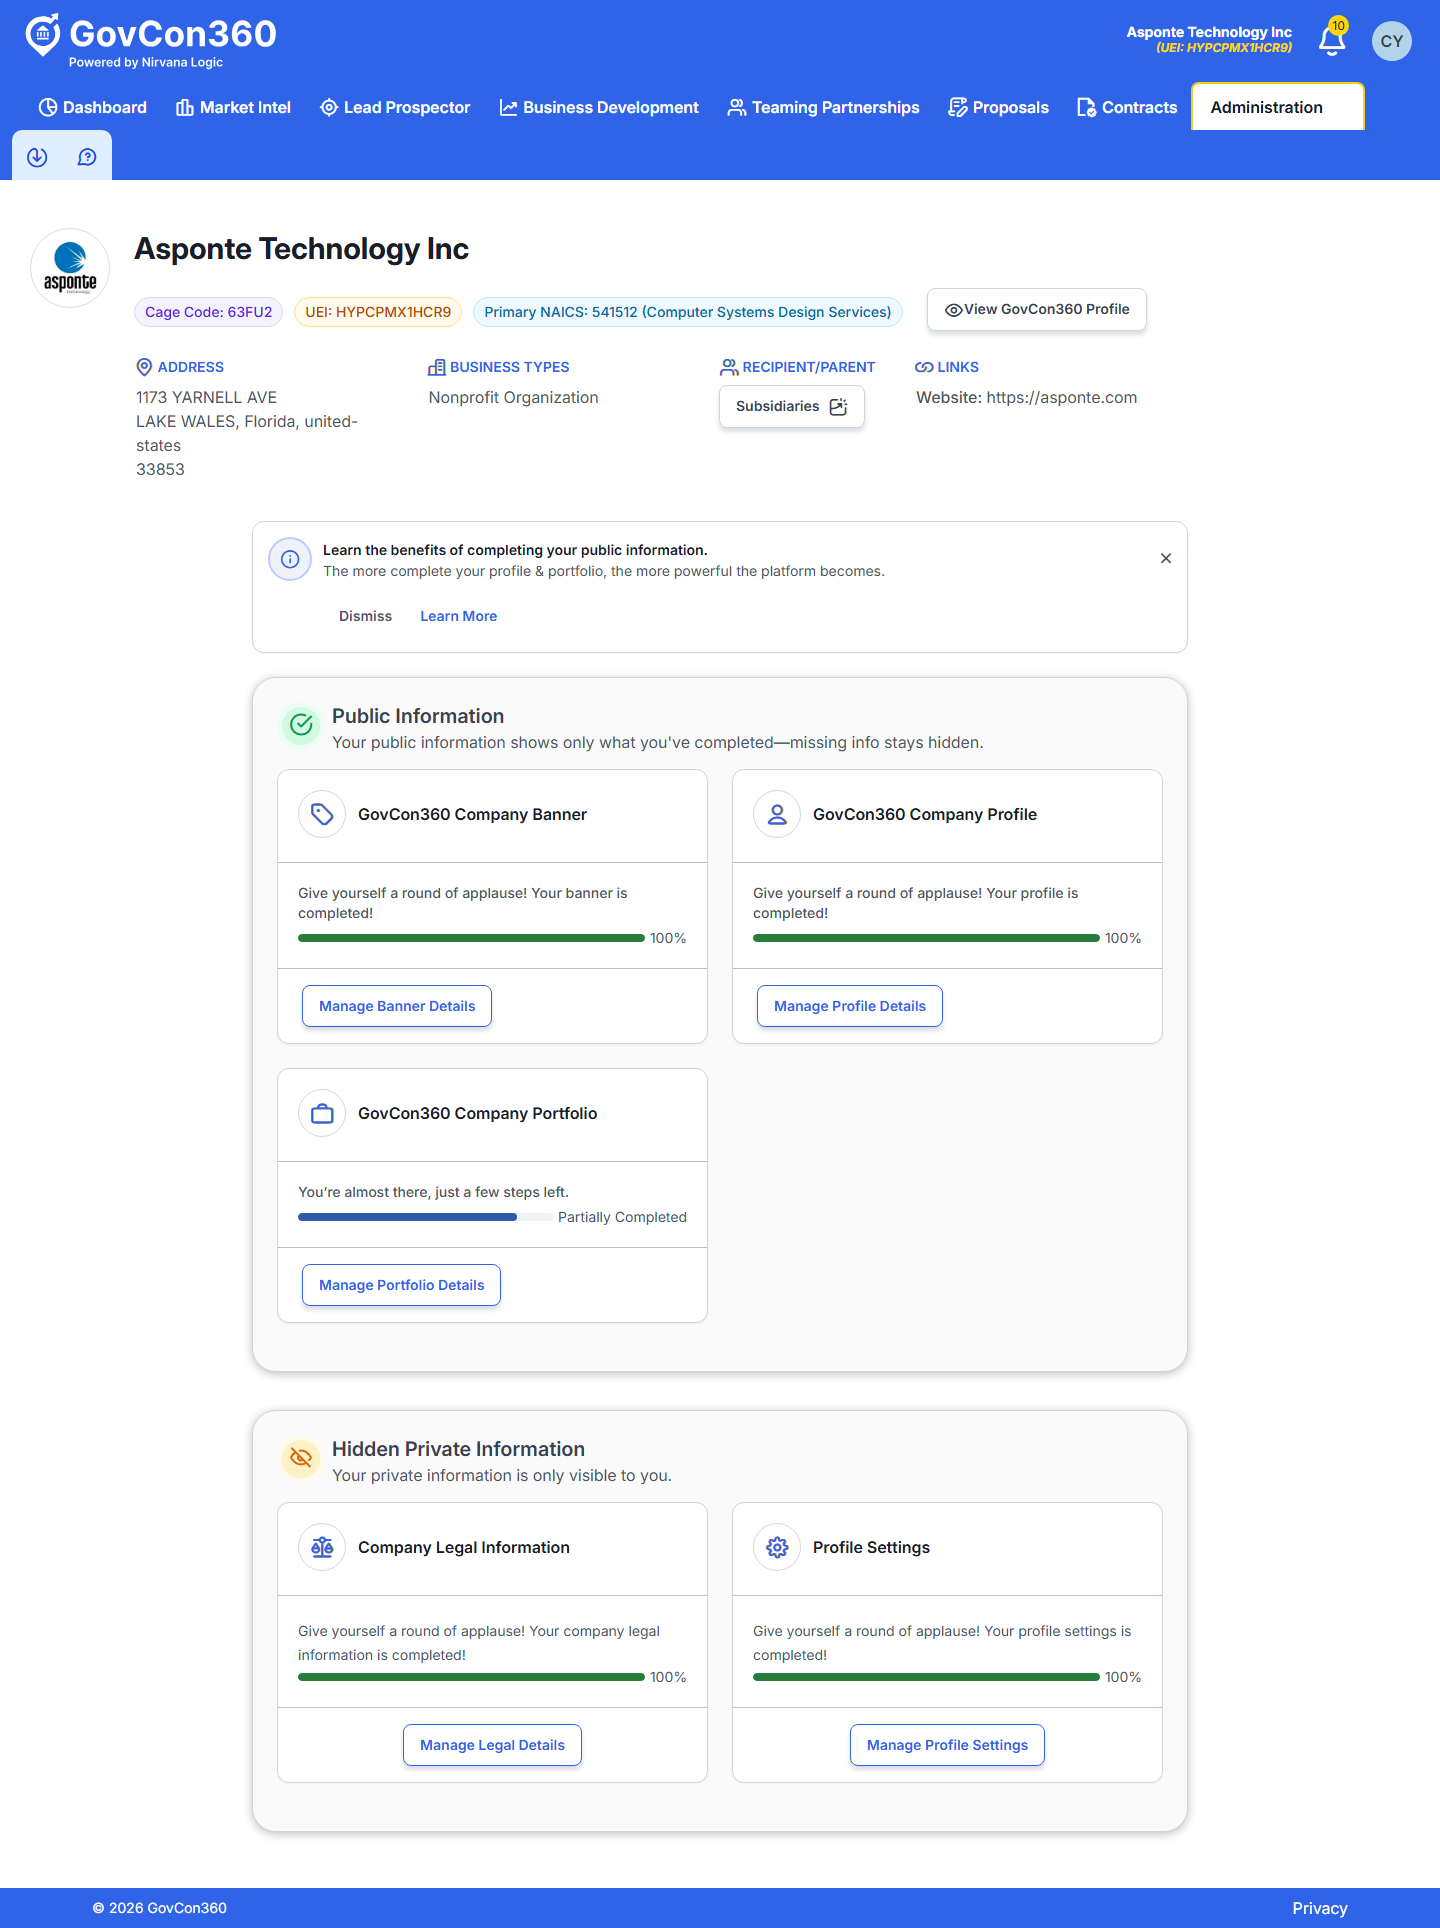 GovCon360
Powered by Nirvana Logic
Asponte Technology Inc
(UEI: HYPCPMX1HCR9)
10
CY
Dashboard
Market Intel
Lead Prospector
Business Development
Teaming Partnerships
Proposals
Contracts
Administration
asponte
technology
Asponte Technology Inc
Cage Code: 63FU2
UEI: HYPCPMX1HCR9
Primary NAICS: 541512 (Computer Systems Design Services)
View GovCon360 Profile
ADDRESS
1173 YARNELL AVE
LAKE WALES, Florida, united-
states
33853
BUSINESS TYPES
Nonprofit Organization
RECIPIENT/PARENT
Subsidiaries
LINKS
Website: https://asponte.com
Learn the benefits of completing your public information.
The more complete your profile & portfolio, the more powerful the platform becomes.
Dismiss
Learn More
Public Information
Your public information shows only what you've completed—missing info stays hidden.
GovCon360 Company Banner
Give yourself a round of applause! Your banner is
completed!
100%
Manage Banner Details
GovCon360 Company Profile
Give yourself a round of applause! Your profile is
completed!
100%
Manage Profile Details
GovCon360 Company Portfolio
You’re almost there, just a few steps left.
Partially Completed
Manage Portfolio Details
Hidden Private Information
Your private information is only visible to you.
Company Legal Information
Give yourself a round of applause! Your company legal
information is completed!
100%
Manage Legal Details
Profile Settings
Give yourself a round of applause! Your profile settings is
completed!
100%
Manage Profile Settings
© 2026 GovCon360
Privacy